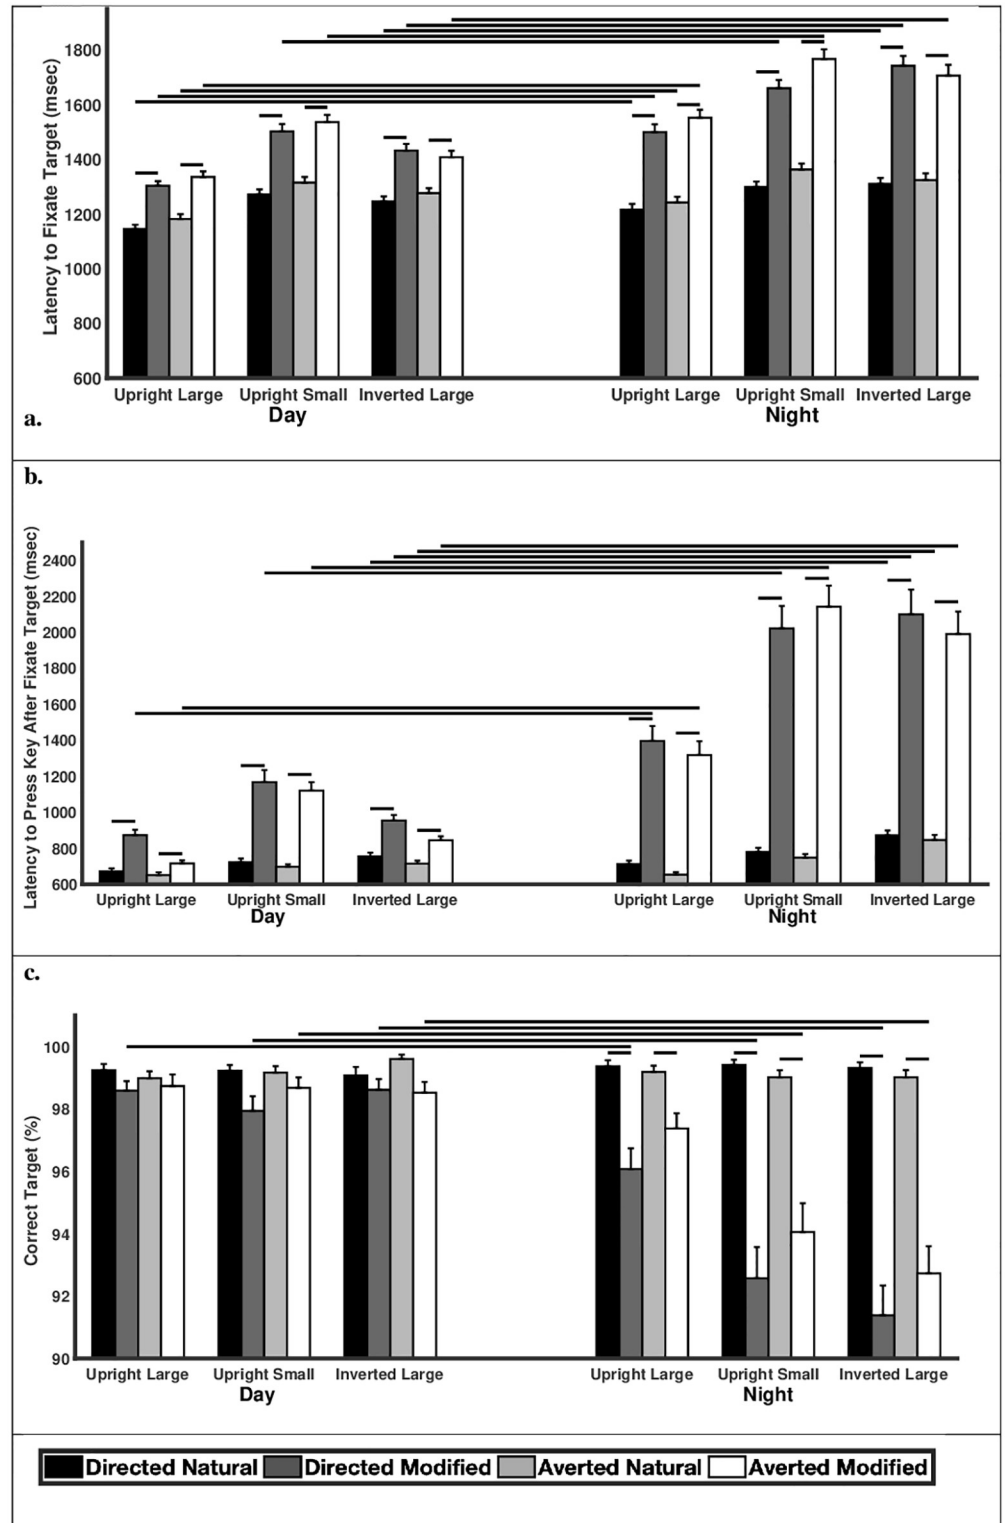 Latency to Fixate Target (msec)
1800
1600
1400
1200
1000
800
600
Upright Large Upright Small Inverted Large Upright Large Upright Small Inverted Large
Day Night
a.
b.
Latency to Press Key After Fixate Target (msec)
2400
2200
2000
1800
1600
1400
1200
1000
800
600
Upright Large Upright Small Inverted Large Upright Large Upright Small Inverted Large
Day Night
c.
Correct Target (%)
100
98
96
94
92
90
Upright Large Upright Small Inverted Large Upright Large Upright Small Inverted Large
Day Night
Directed Natural Directed Modified Averted Natural Averted Modified